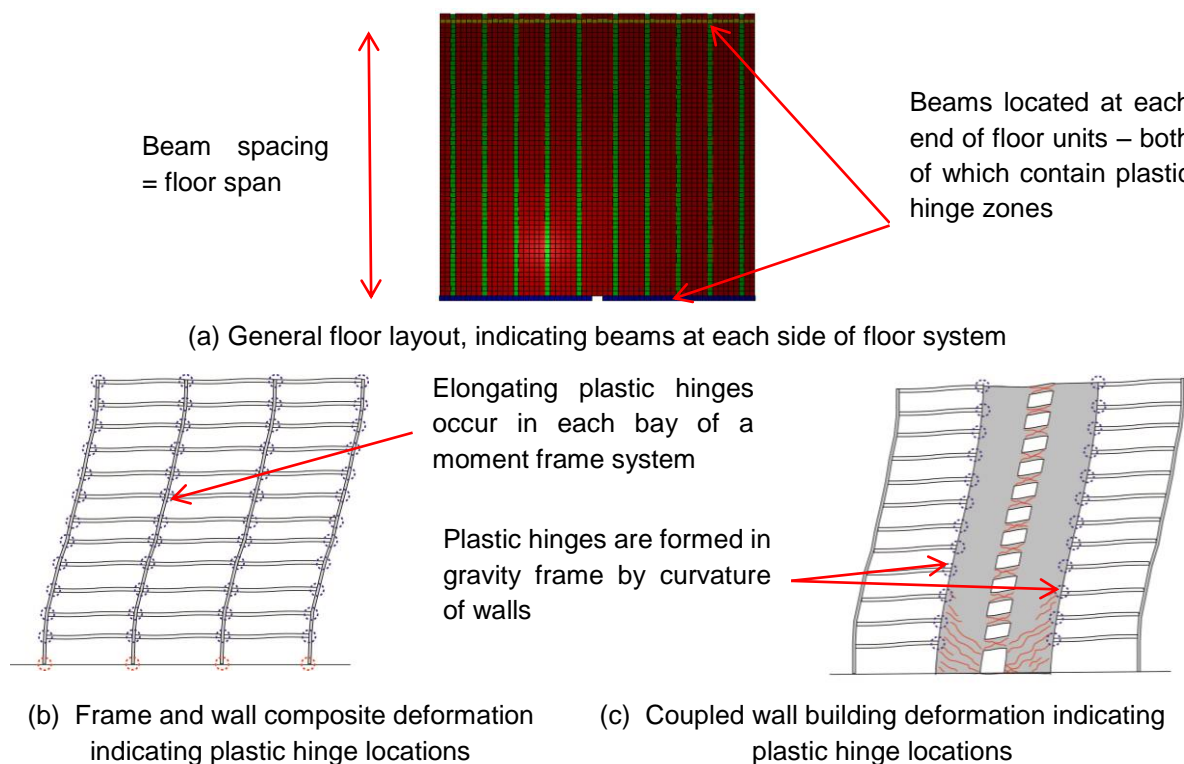 Beam spacing
= floor span
Beams located at each
end of floor units – both
of which contain plastic
hinge zones
(a) General floor layout, indicating beams at each side of floor system
Elongating plastic hinges
occur in each bay of a
moment frame system
Plastic hinges are formed in
gravity frame by curvature
of walls
(b) Frame and wall composite deformation
indicating plastic hinge locations
(c) Coupled wall building deformation indicating
plastic hinge locations